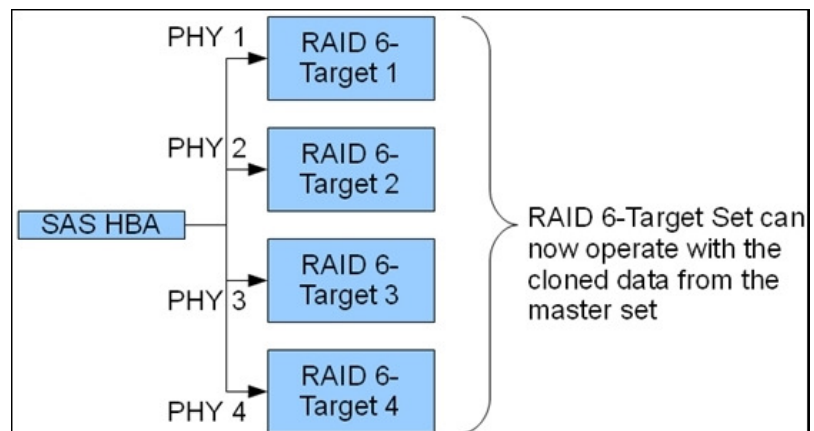 PHY 1
RAID 6-
Target 1
PHY 2
RAID 6-
Target 2
SAS HBA
RAID 6-Target Set can
now operate with the
cloned data from the
master set
PHY 3
RAID 6-
Target 3
PHY 4
RAID 6-
Target 4